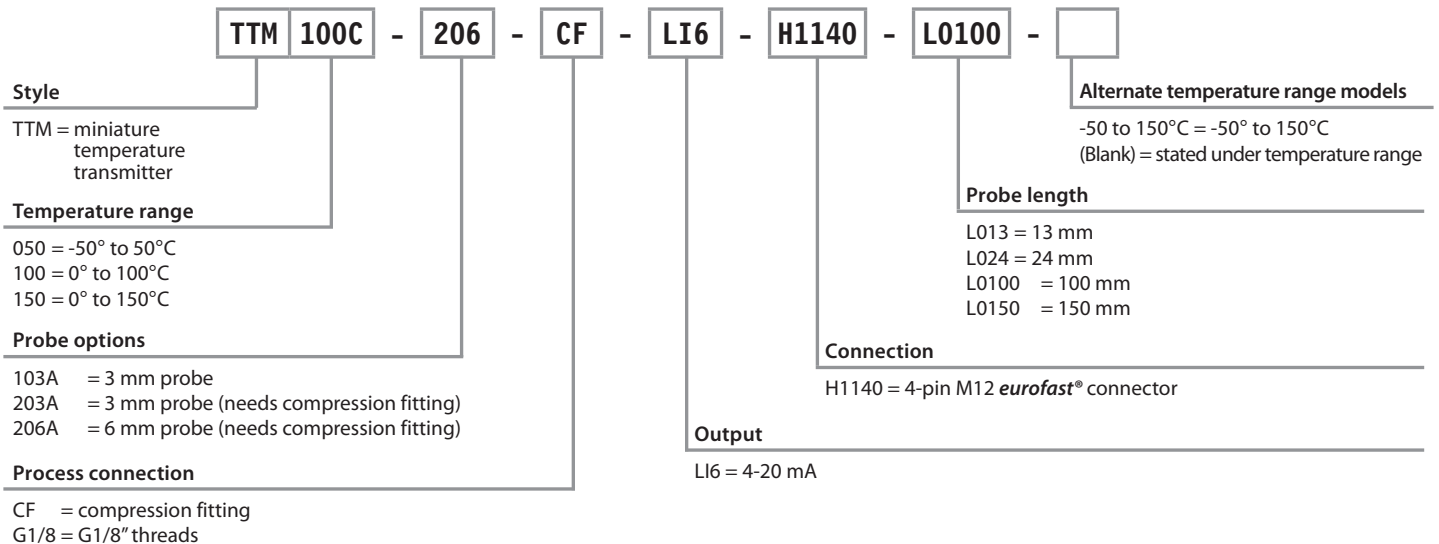 TTM 100C - 206 - CF - LI6 - H1140 - L0100 -
Style
TTM = miniature
temperature
transmitter
Temperature range
050 = -50° to 50°C
100 = 0° to 100°C
150 = 0° to 150°C
Probe options
103A = 3 mm probe
203A = 3 mm probe (needs compression fitting)
206A = 6 mm probe (needs compression fitting)
Process connection
CF = compression fitting
G1/8 = G1/8" threads
Alternate temperature range models
-50 to 150°C = -50° to 150°C
(Blank) = stated under temperature range
Probe length
L013 = 13 mm
L024 = 24 mm
L0100 = 100 mm
L0150 = 150 mm
Connection
H1140 = 4-pin M12 eurofast® connector
Output
LI6 = 4-20 mA